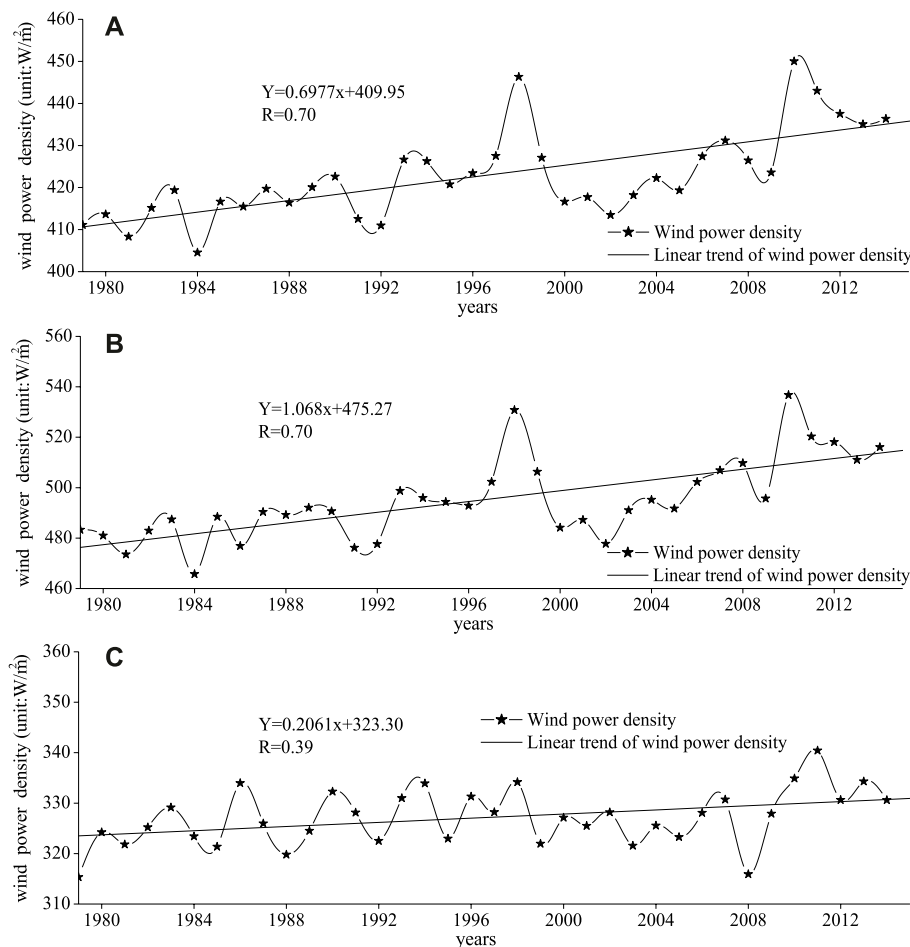 A
460
450
440
430
420
410
400
wind power density (unit:W/m²)
Y=0.6977x+409.95
R=0.70
Wind power density
Linear trend of wind power density
1980 1984 1988 1992 1996 2000 2004 2008 2012
years
B
560
540
520
500
480
460
wind power density (unit:W/m²)
Y=1.068x+475.27
R=0.70
Wind power density
Linear trend of wind power density
1980 1984 1988 1992 1996 2000 2004 2008 2012
years
C
360
350
340
330
320
310
wind power density (unit:W/m²)
Y=0.2061x+323.30
R=0.39
Wind power density
Linear trend of wind power density
1980 1984 1988 1992 1996 2000 2004 2008 2012
years